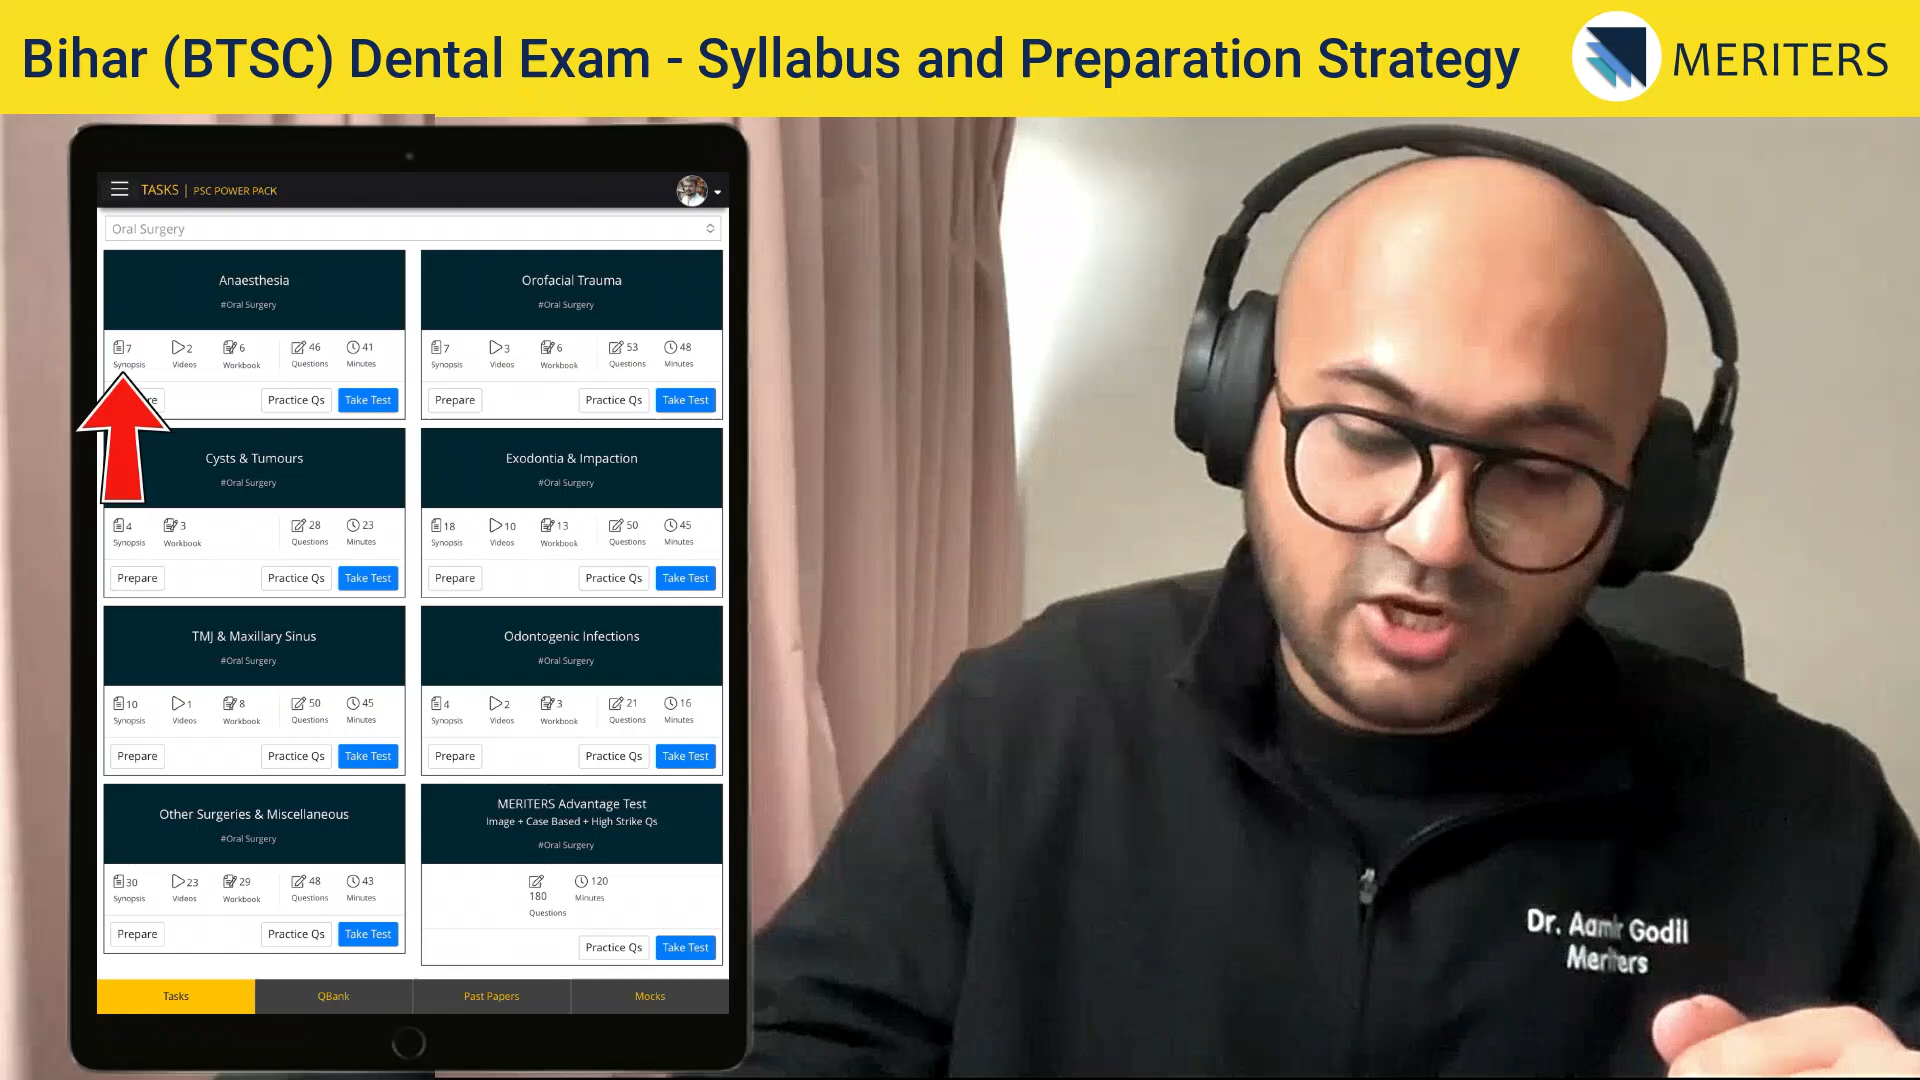 Bihar (BTSC) Dental Exam - Syllabus and Preparation Strategy
MERITERS
TASKS | PSC POWER PACK
Oral Surgery
Anaesthesia
#Oral Surgery
7 2 6 46 41
Synopsis Videos Workbook Questions Minutes
Practice Qs Take Test
Orofacial Trauma
#Oral Surgery
7 3 6 53 48
Synopsis Videos Workbook Questions Minutes
Prepare Practice Qs Take Test
Cysts & Tumours
#Oral Surgery
4 3 28 23
Synopsis Workbook Questions Minutes
Prepare Practice Qs Take Test
Exodontia & Impaction
#Oral Surgery
18 10 13 50 45
Synopsis Videos Workbook Questions Minutes
Prepare Practice Qs Take Test
TMJ & Maxillary Sinus
#Oral Surgery
10 1 8 50 45
Synopsis Videos Workbook Questions Minutes
Prepare Practice Qs Take Test
Odontogenic Infections
#Oral Surgery
4 2 3 21 16
Synopsis Videos Workbook Questions Minutes
Prepare Practice Qs Take Test
Other Surgeries & Miscellaneous
#Oral Surgery
30 23 29 48 43
Synopsis Videos Workbook Questions Minutes
Prepare Practice Qs Take Test
MERITERS Advantage Test
Image + Case Based + High Strike Qs
#Oral Surgery
180 120
Questions Minutes
Practice Qs Take Test
Tasks QBank Past Papers Mocks
Dr. Aamir Godil
Meriters